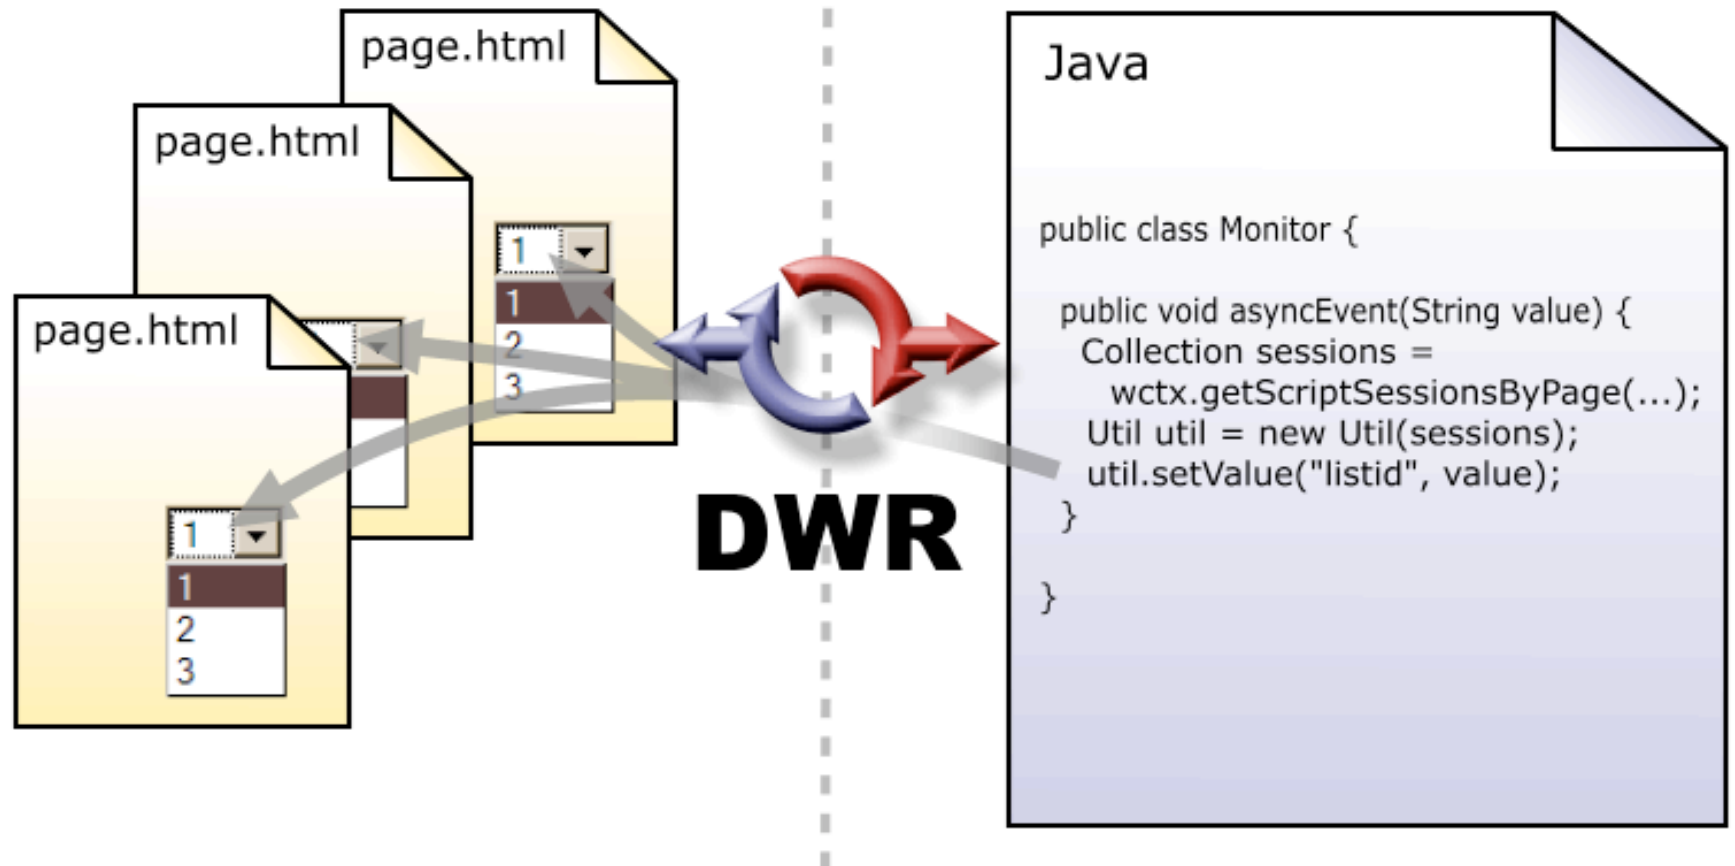 page.html
1
1
2
3
page.html
page.html
1
1
2
3
DWR
Java
public class Monitor {
public void asyncEvent(String value) {
Collection sessions =
wctx.getScriptSessionsByPage(...);
Util util = new Util(sessions);
util.setValue("listid", value);
}
}